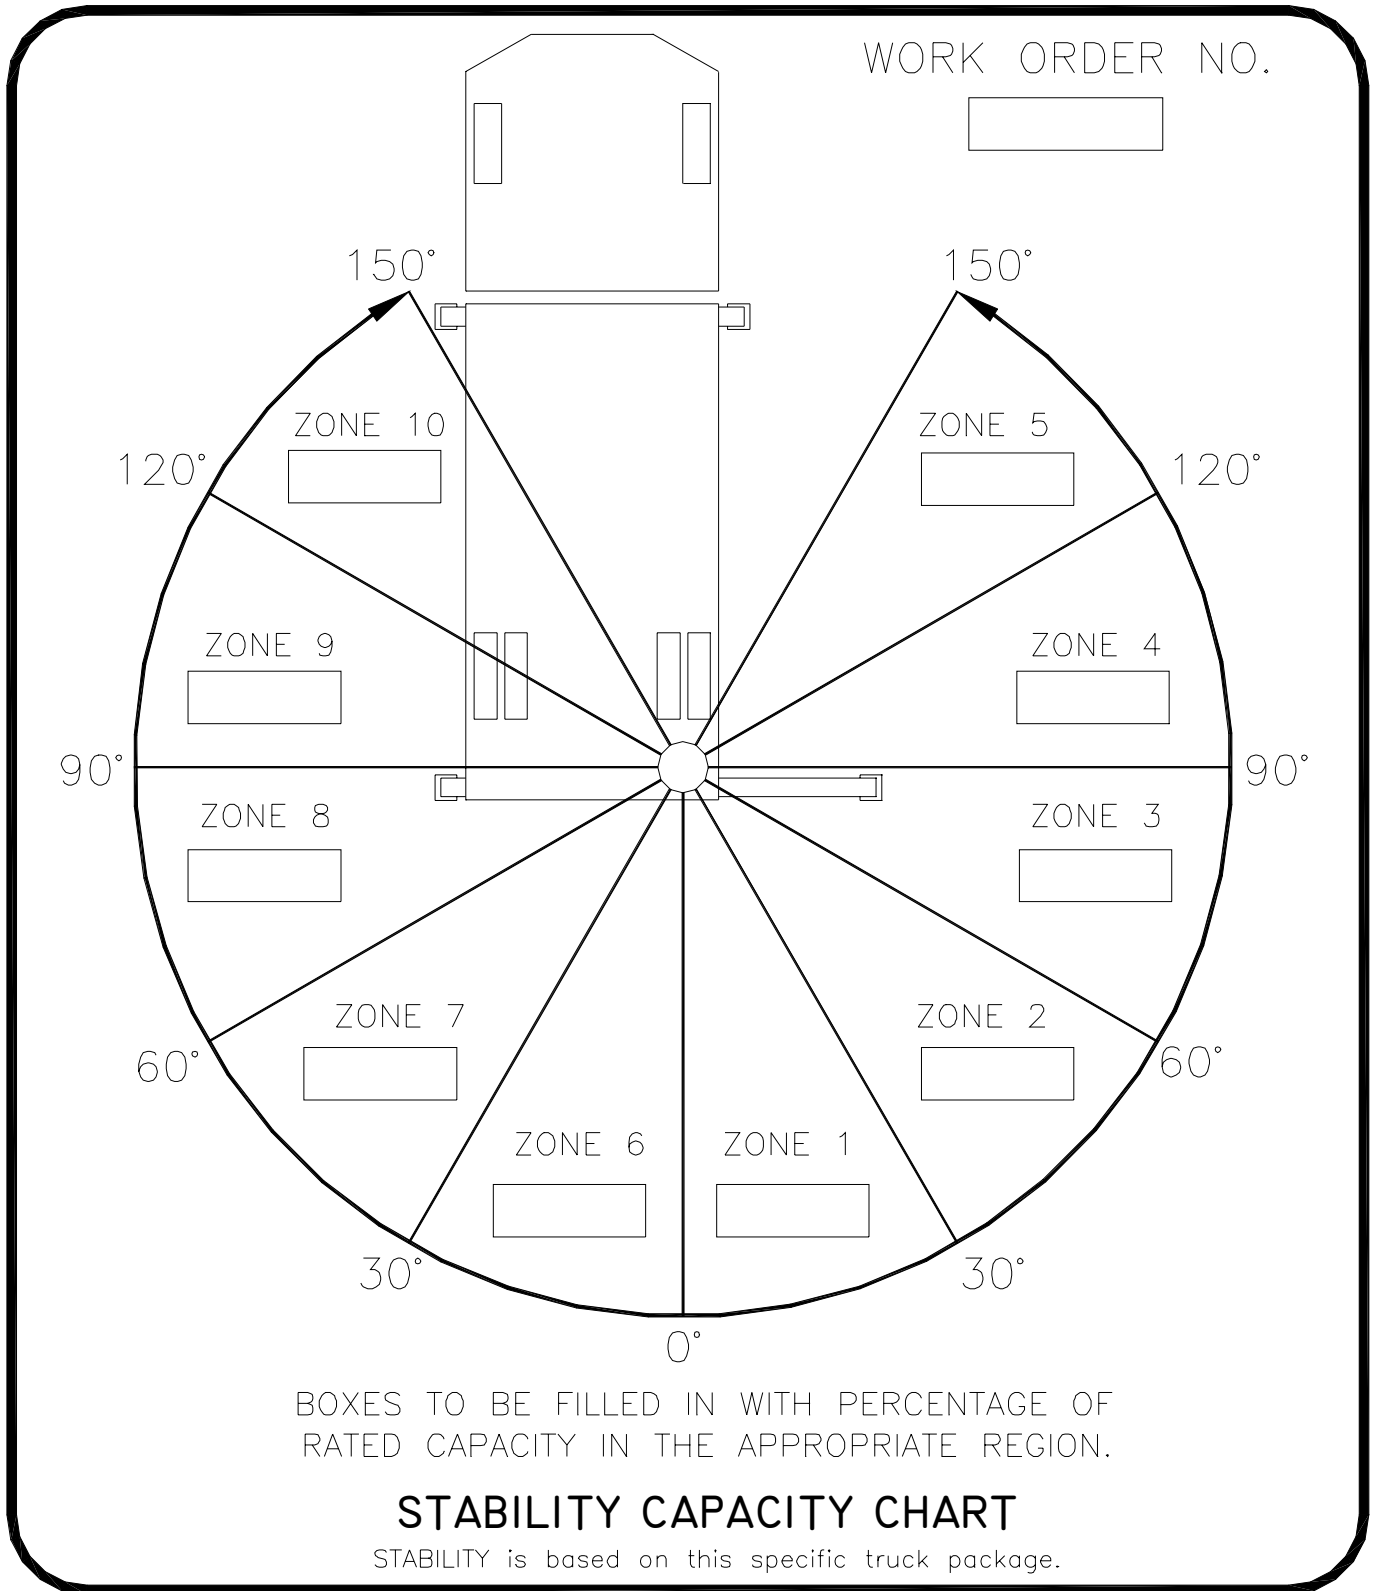 WORK ORDER NO.
150° 150°
ZONE 10 ZONE 5
120° 120°
ZONE 9 ZONE 4
90° 90°
ZONE 8 ZONE 3
ZONE 7 ZONE 2
60° 60°
ZONE 6 ZONE 1
30° 30°
0°
BOXES TO BE FILLED IN WITH PERCENTAGE OF
RATED CAPACITY IN THE APPROPRIATE REGION.
STABILITY CAPACITY CHART
STABILITY is based on this specific truck package.